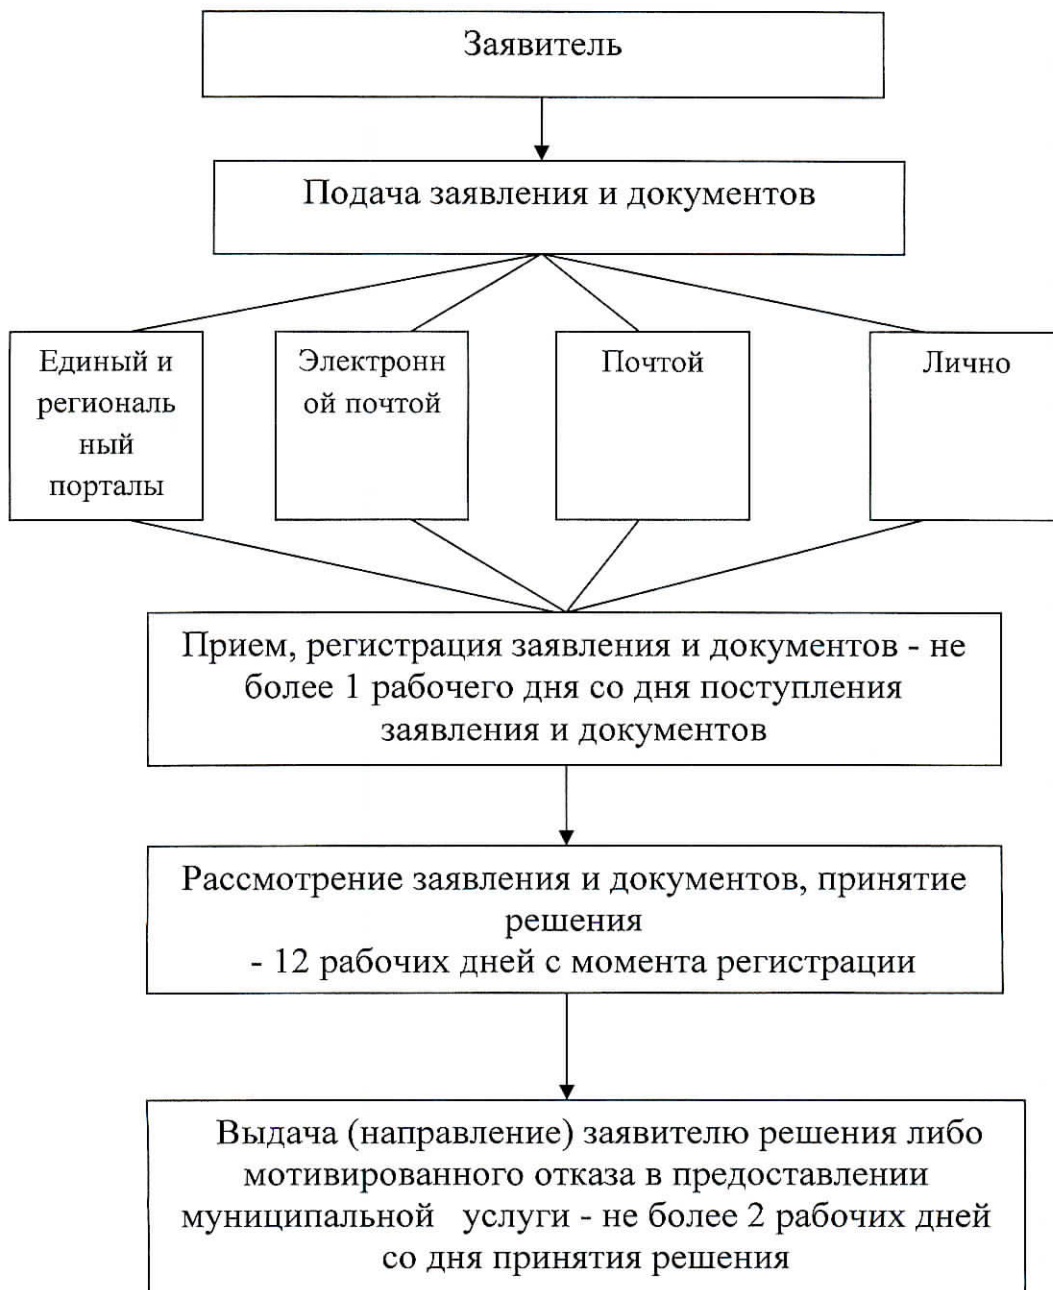 Заявитель
Подача заявления и документов
Единый и
региональ
ный
порталы
Электронн
ой почтой
Почтой
Лично
Прием, регистрация заявления и документов - не
более 1 рабочего дня со дня поступления
заявления и документов
Рассмотрение заявления и документов, принятие
решения
- 12 рабочих дней с момента регистрации
Выдача (направление) заявителю решения либо
мотивированного отказа в предоставлении
муниципальной услуги - не более 2 рабочих дней
со дня принятия решения